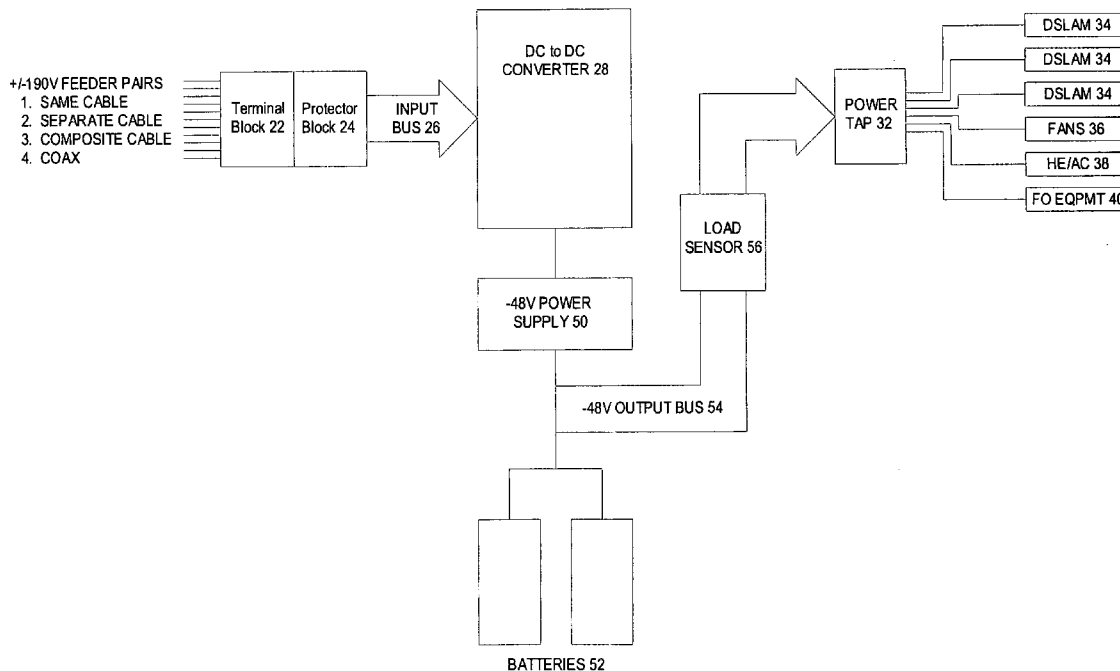 +/-190V FEEDER PAIRS
1. SAME CABLE
2. SEPARATE CABLE
3. COMPOSITE CABLE
4. COAX
Terminal
Block 22
Protector
Block 24
INPUT
BUS 26
DC to DC
CONVERTER 28
-48V POWER
SUPPLY 50
-48V OUTPUT BUS 54
BATTERIES 52
LOAD
SENSOR 56
POWER
TAP 32
DSLAM 34
DSLAM 34
DSLAM 34
FANS 36
HE/AC 38
FO EQPMT 40